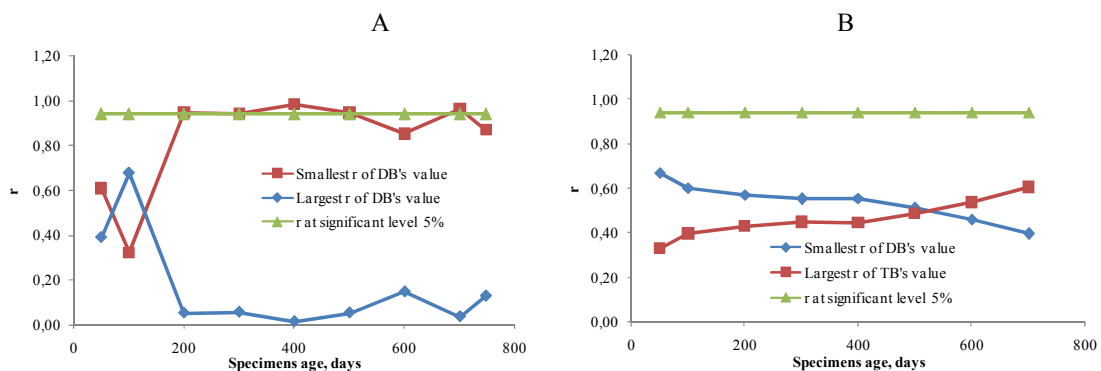 A
1,20
1,00
0,80
0,60
0,40
0,20
0,00
r
Smallest r of DB's value
Largest r of DB's value
r at significant level 5%
0
200
400
600
800
Specimens age, days
B
1,20
1,00
0,80
0,60
0,40
0,20
0,00
r
Smallest r of DB's value
Largest r of TB's value
r at significant level 5%
0
200
400
600
800
Specimens age, days